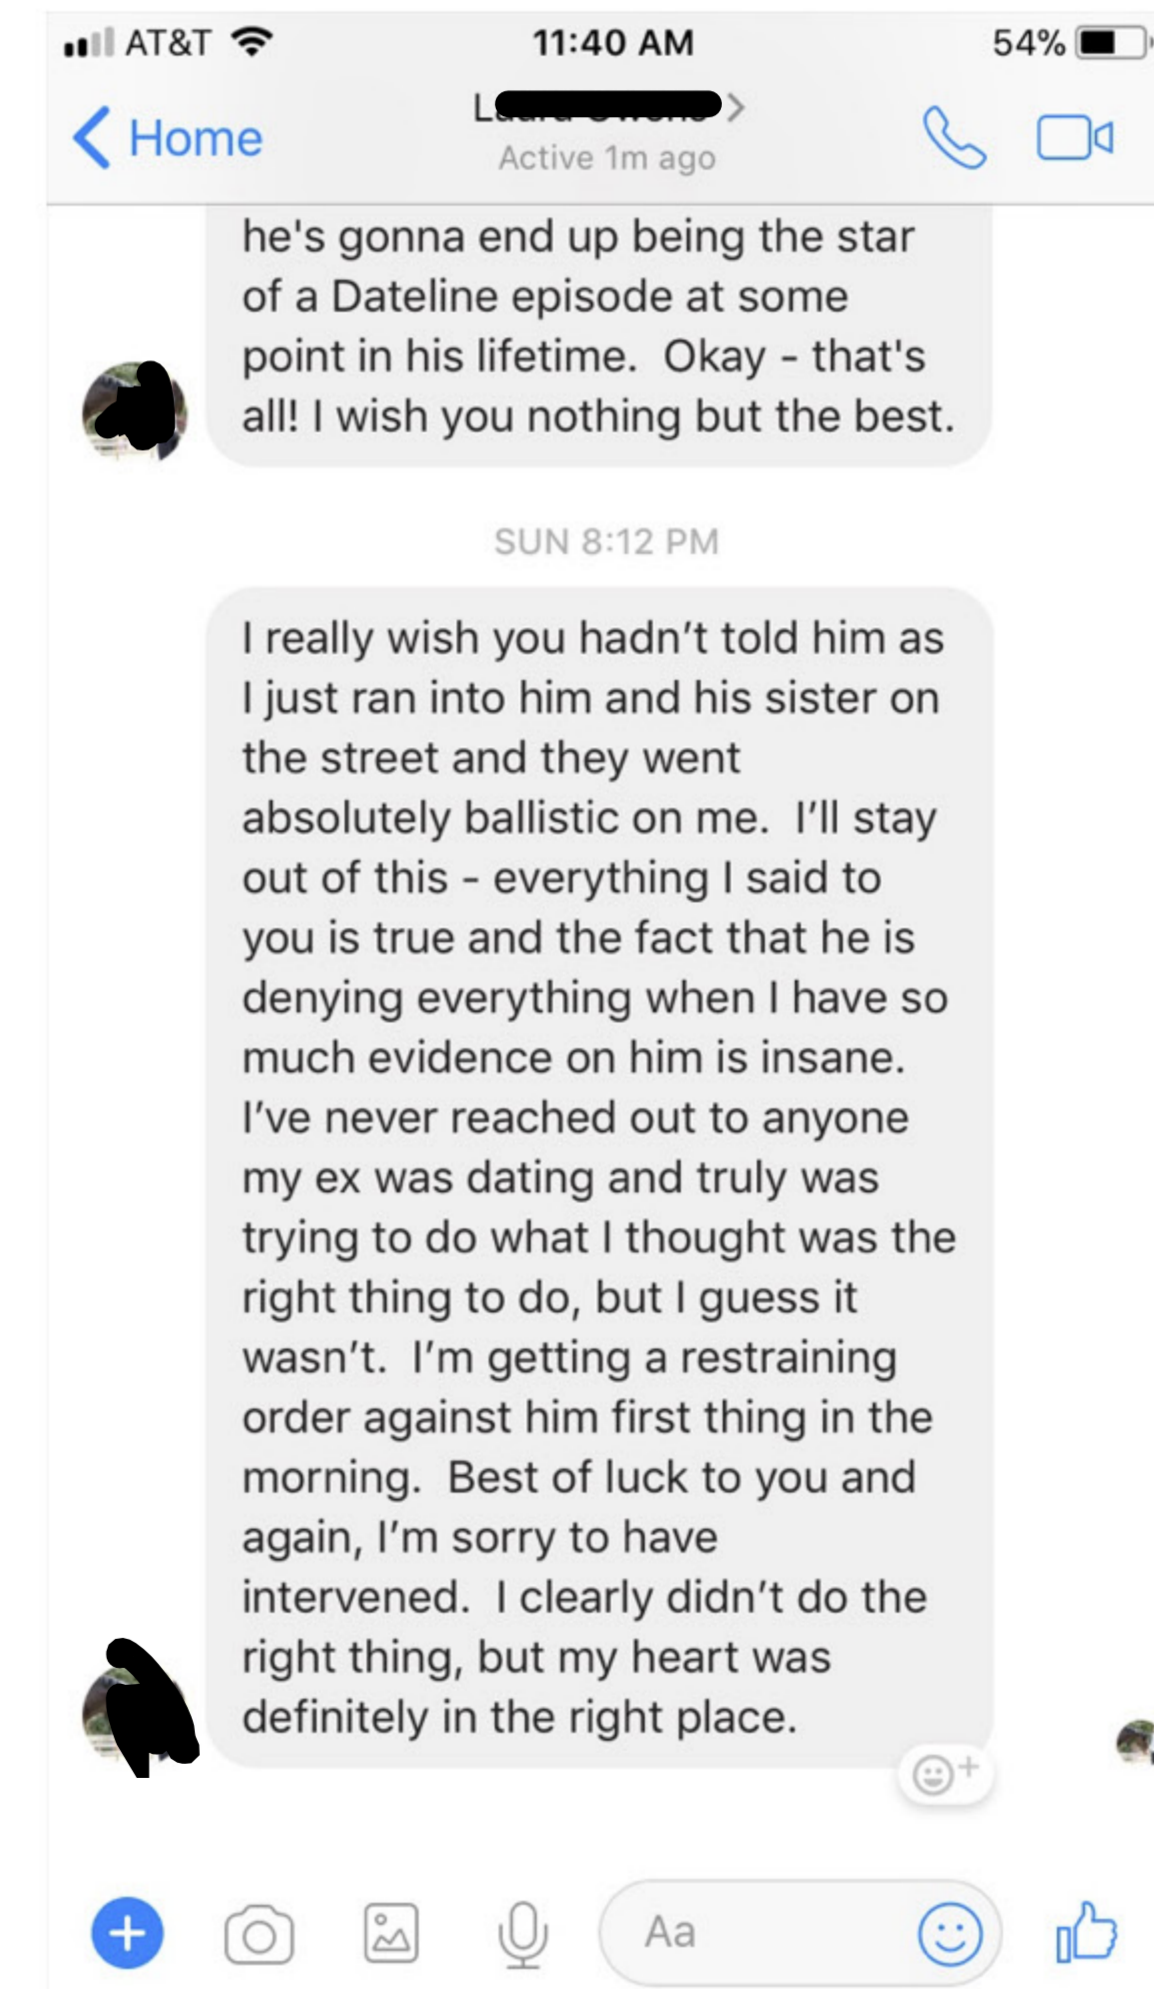 AT&T 11:40 AM 54%
Home
Active 1m ago
he's gonna end up being the star
of a Dateline episode at some
point in his lifetime.  Okay - that's
all! I wish you nothing but the best.
SUN 8:12 PM
I really wish you hadn’t told him as
I just ran into him and his sister on
the street and they went
absolutely ballistic on me.  I’ll stay
out of this - everything I said to
you is true and the fact that he is
denying everything when I have so
much evidence on him is insane.
I’ve never reached out to anyone
my ex was dating and truly was
trying to do what I thought was the
right thing to do, but I guess it
wasn’t.  I’m getting a restraining
order against him first thing in the
morning.  Best of luck to you and
again, I’m sorry to have
intervened.  I clearly didn’t do the
right thing, but my heart was
definitely in the right place.
Aa